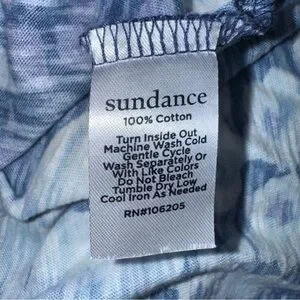 sundance
100% Cotton
Turn Inside Out
Machine Wash Cold
Gentle Cycle
Wash Separately Or
With Like Colors
Do Not Bleach
Tumble Dry Low
Cool Iron As Needed
RN#106205